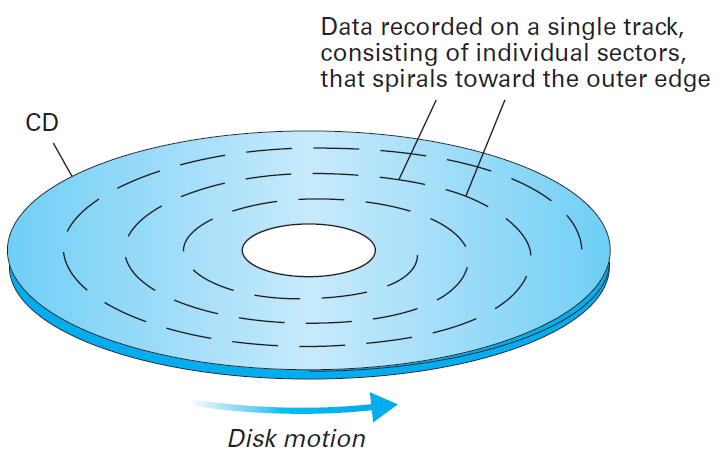 Data recorded on a single track,
consisting of individual sectors,
that spirals toward the outer edge
CD
Disk motion